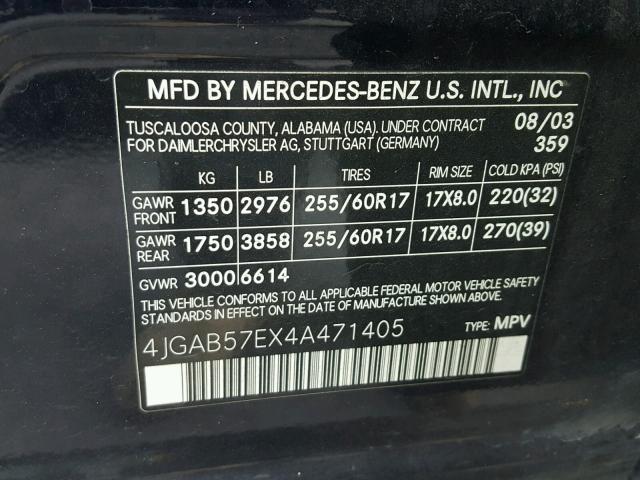 MFD BY MERCEDES-BENZ U.S. INTL., INC
TUSCALOOSA COUNTY, ALABAMA (USA). UNDER CONTRACT 08/03
FOR DAIMLERCHRYSLER AG, STUTTGART (GERMANY) 359
KG LB TIRES RIM SIZE COLD KPA (PSI)
GAWR FRONT 1350 2976 255/60R17 17X8.0 220(32)
GAWR REAR 1750 3858 255/60R17 17X8.0 270(39)
GVWR 3000 6614
THIS VEHICLE CONFORMS TO ALL APPLICABLE FEDERAL MOTOR VEHICLE SAFETY
STANDARDS IN EFFECT ON THE DATE OF MANUFACTURE SHOWN ABOVE.
4JGAB57EX4A471405 TYPE: MPV